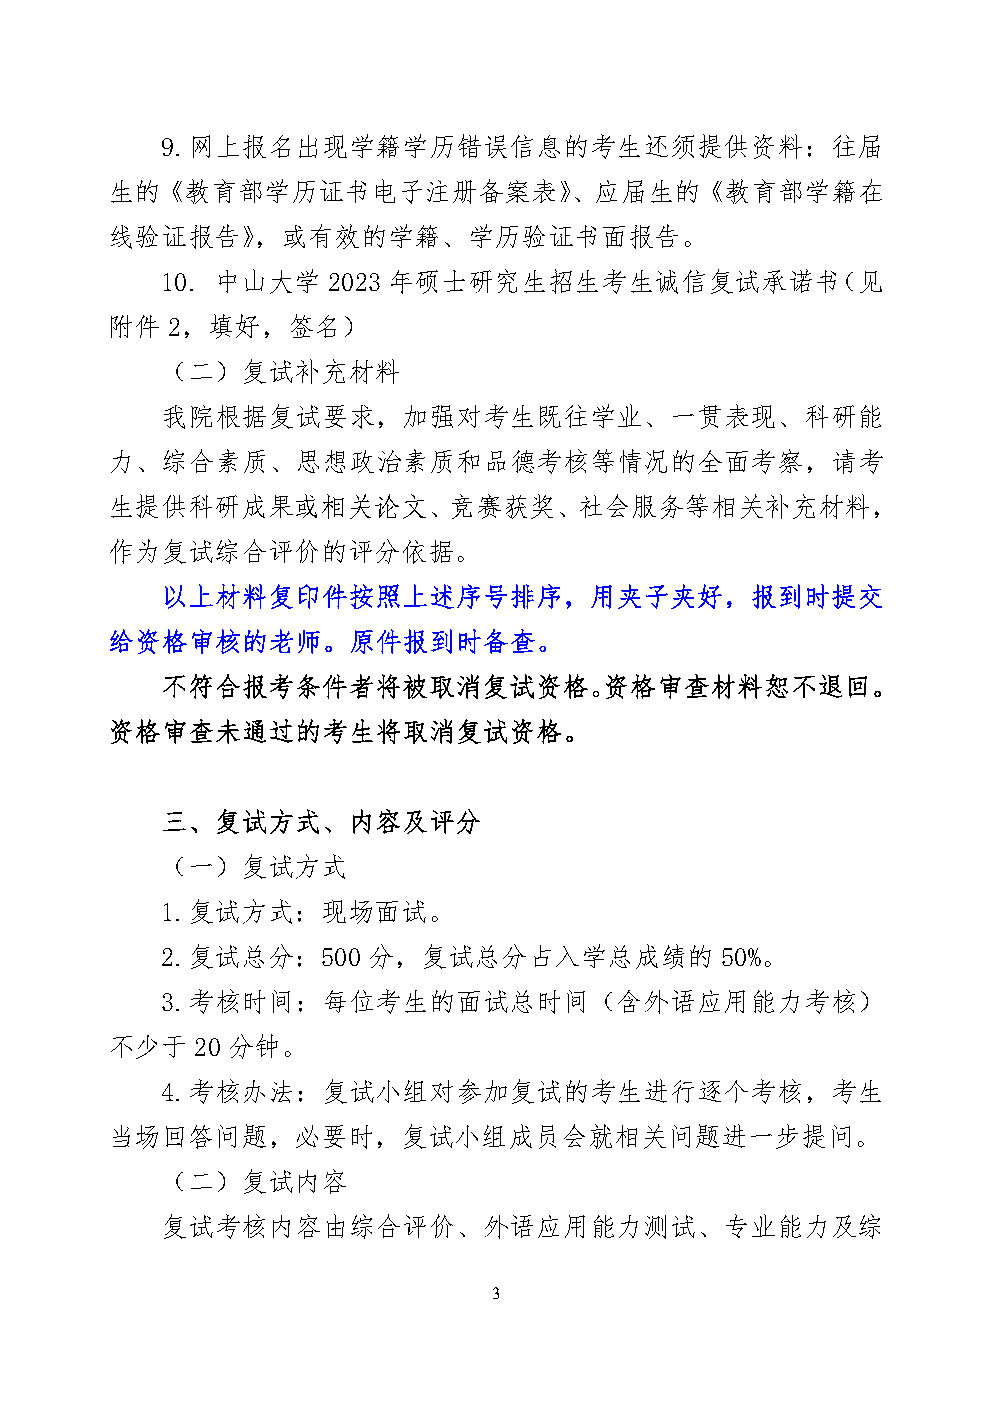 9. 网上报名出现学籍学历错误信息的考生还须提供资料：往届
生的《教育部学历证书电子注册备案表》、应届生的《教育部学籍在
线验证报告》，或有效的学籍、学历验证书面报告。
10. 中山大学 2023 年硕士研究生招生考生诚信复试承诺书（见
附件 2，填好，签名）
（二）复试补充材料
我院根据复试要求，加强对考生既往学业、一贯表现、科研能
力、综合素质、思想政治素质和品德考核等情况的全面考察，请考
生提供科研成果或相关论文、竞赛获奖、社会服务等相关补充材料，
作为复试综合评价的评分依据。
以上材料复印件按照上述序号排序，用夹子夹好，报到时提交
给资格审核的老师。原件报到时备查。
不符合报考条件者将被取消复试资格。资格审查材料恕不退回。
资格审查未通过的考生将取消复试资格。
三、复试方式、内容及评分
（一）复试方式
1. 复试方式：现场面试。
2. 复试总分：500 分，复试总分占入学总成绩的 50%。
3. 考核时间：每位考生的面试总时间（含外语应用能力考核）
不少于 20 分钟。
4. 考核办法：复试小组对参加复试的考生进行逐个考核，考生
当场回答问题，必要时，复试小组成员会就相关问题进一步提问。
（二）复试内容
复试考核内容由综合评价、外语应用能力测试、专业能力及综
3